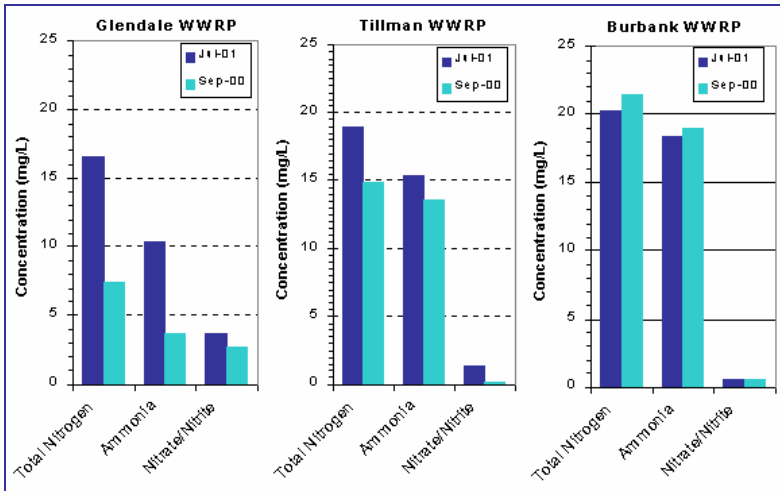 Glendale WWRP
Concentration (mg/L)
25
20
15
10
5
0
Jul-01
Sep-00
Total Nitrogen
Ammonia
Nitrate/Nitrite
Tillman WWRP
Concentration (mg/L)
25
20
15
10
5
0
Jul-01
Sep-00
Total Nitrogen
Ammonia
Nitrate/Nitrite
Burbank WWRP
Concentration (mg/L)
25
20
15
10
5
0
Jul-01
Sep-00
Total Nitrogen
Ammonia
Nitrate/Nitrite